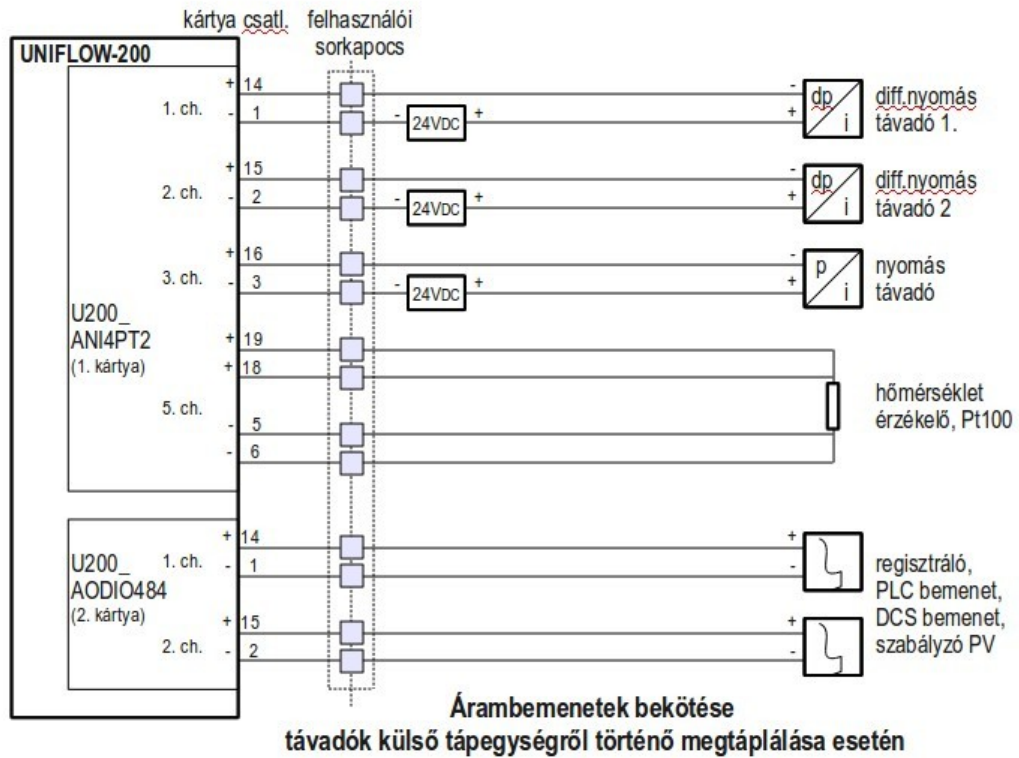 kártya csatl. felhasználói
sorkapocs
UNIFLOW-200
+ 14 -
1. ch. dp diff.nyomás
- 1 - 24VDC + + i távadó 1.
+ 15 -
2. ch. dp diff.nyomás
- 2 - 24VDC + + i távadó 2
+ 16 -
3. ch. p nyomás
- 3 - 24VDC + + i távadó
U200_
ANI4PT2
(1. kártya)
+ 19
+ 18
5. ch.
- 5
- 6
hőmérséklet
érzékelő, Pt100
+ 14 +
U200_ 1. ch.
- 1 -
AODIO484
(2. kártya)
+ 15 +
2. ch.
- 2 -
regisztráló,
PLC bemenet,
DCS bemenet,
szabályzó PV
Árambemenetek bekötése
távadók külső tápegységről történő megtáplálása esetén